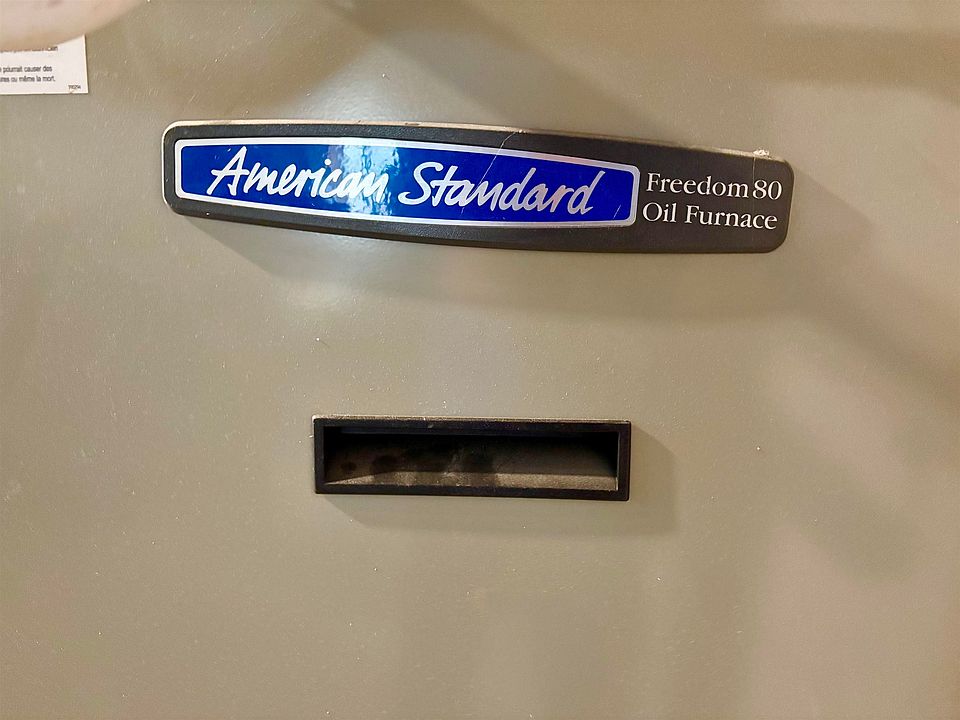 pourrait causer des
ou même la mort.
American Standard
Freedom 80
Oil Furnace